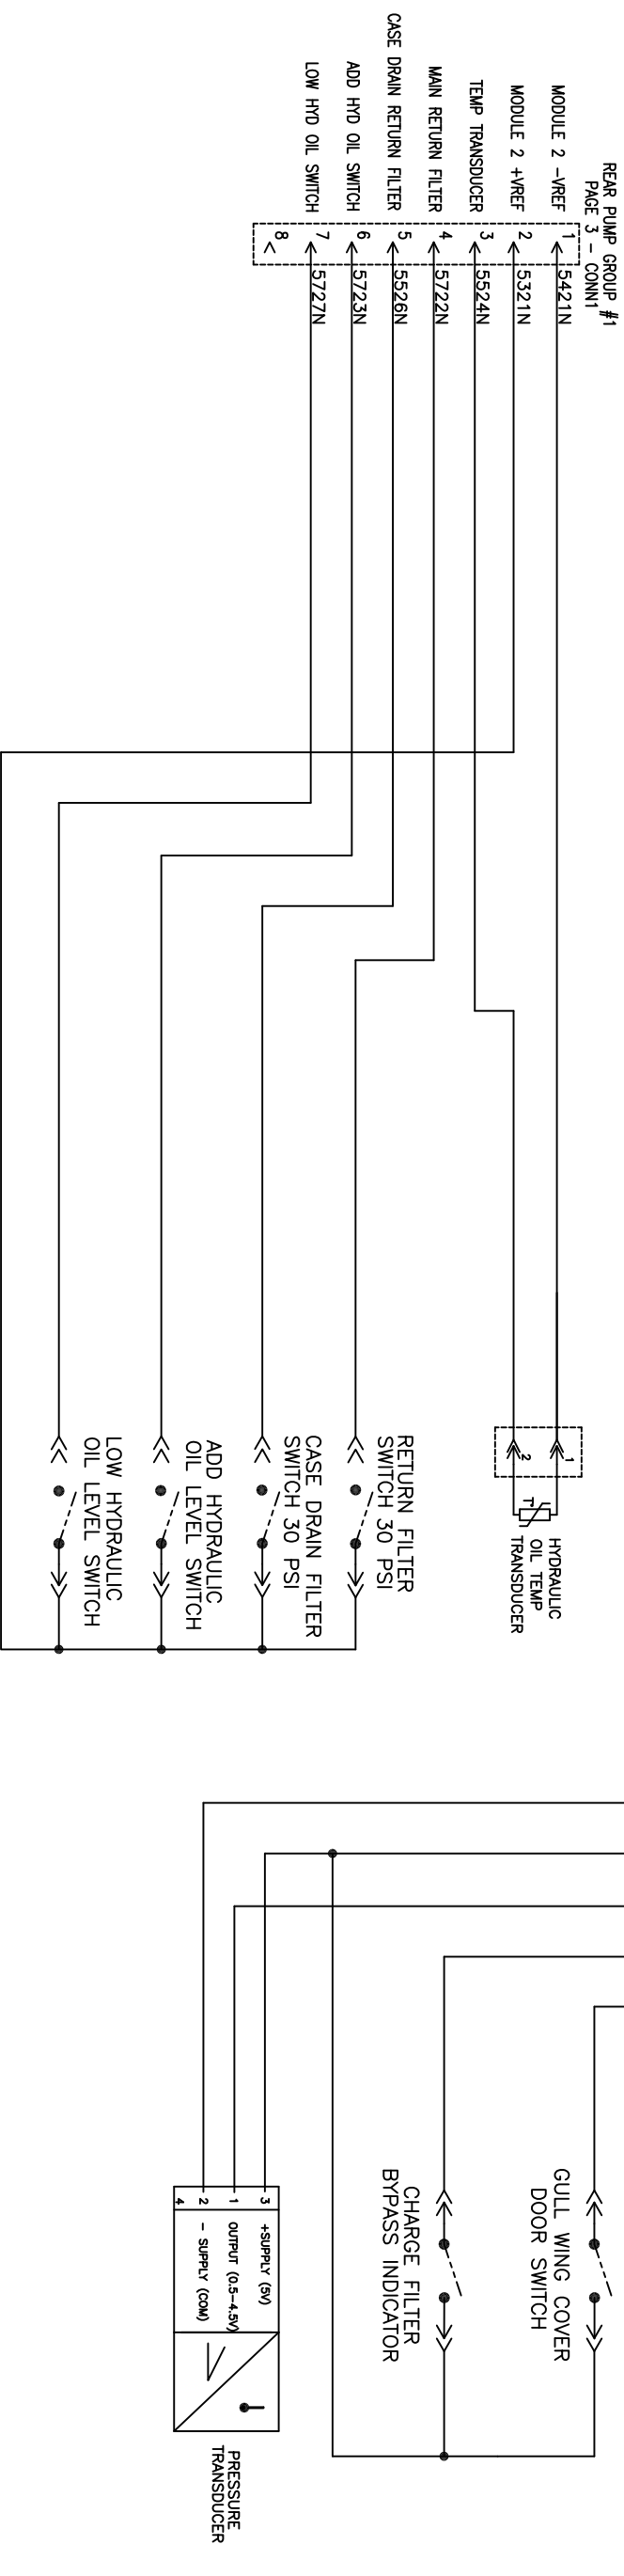 REAR PUMP GROUP #1
PAGE 3 - CONN1
MODULE 2 -VREF
1
5421N
MODULE 2 +VREF
2
5321N
TEMP TRANSDUCER
3
5524N
MAIN RETURN FILTER
4
5722N
CASE DRAIN RETURN FILTER
5
5526N
ADD HYD OIL SWITCH
6
5723N
LOW HYD OIL SWITCH
7
5727N
8
1
2
T
HYDRAULIC
OIL TEMP
TRANSDUCER
RETURN FILTER
SWITCH 30 PSI
CASE DRAIN FILTER
SWITCH 30 PSI
ADD HYDRAULIC
OIL LEVEL SWITCH
LOW HYDRAULIC
OIL LEVEL SWITCH
GULL WING COVER
DOOR SWITCH
CHARGE FILTER
BYPASS INDICATOR
3
+SUPPLY (5V)
1
OUTPUT (0.5-4.5V)
2
- SUPPLY (COM)
4
PRESSURE
TRANSDUCER